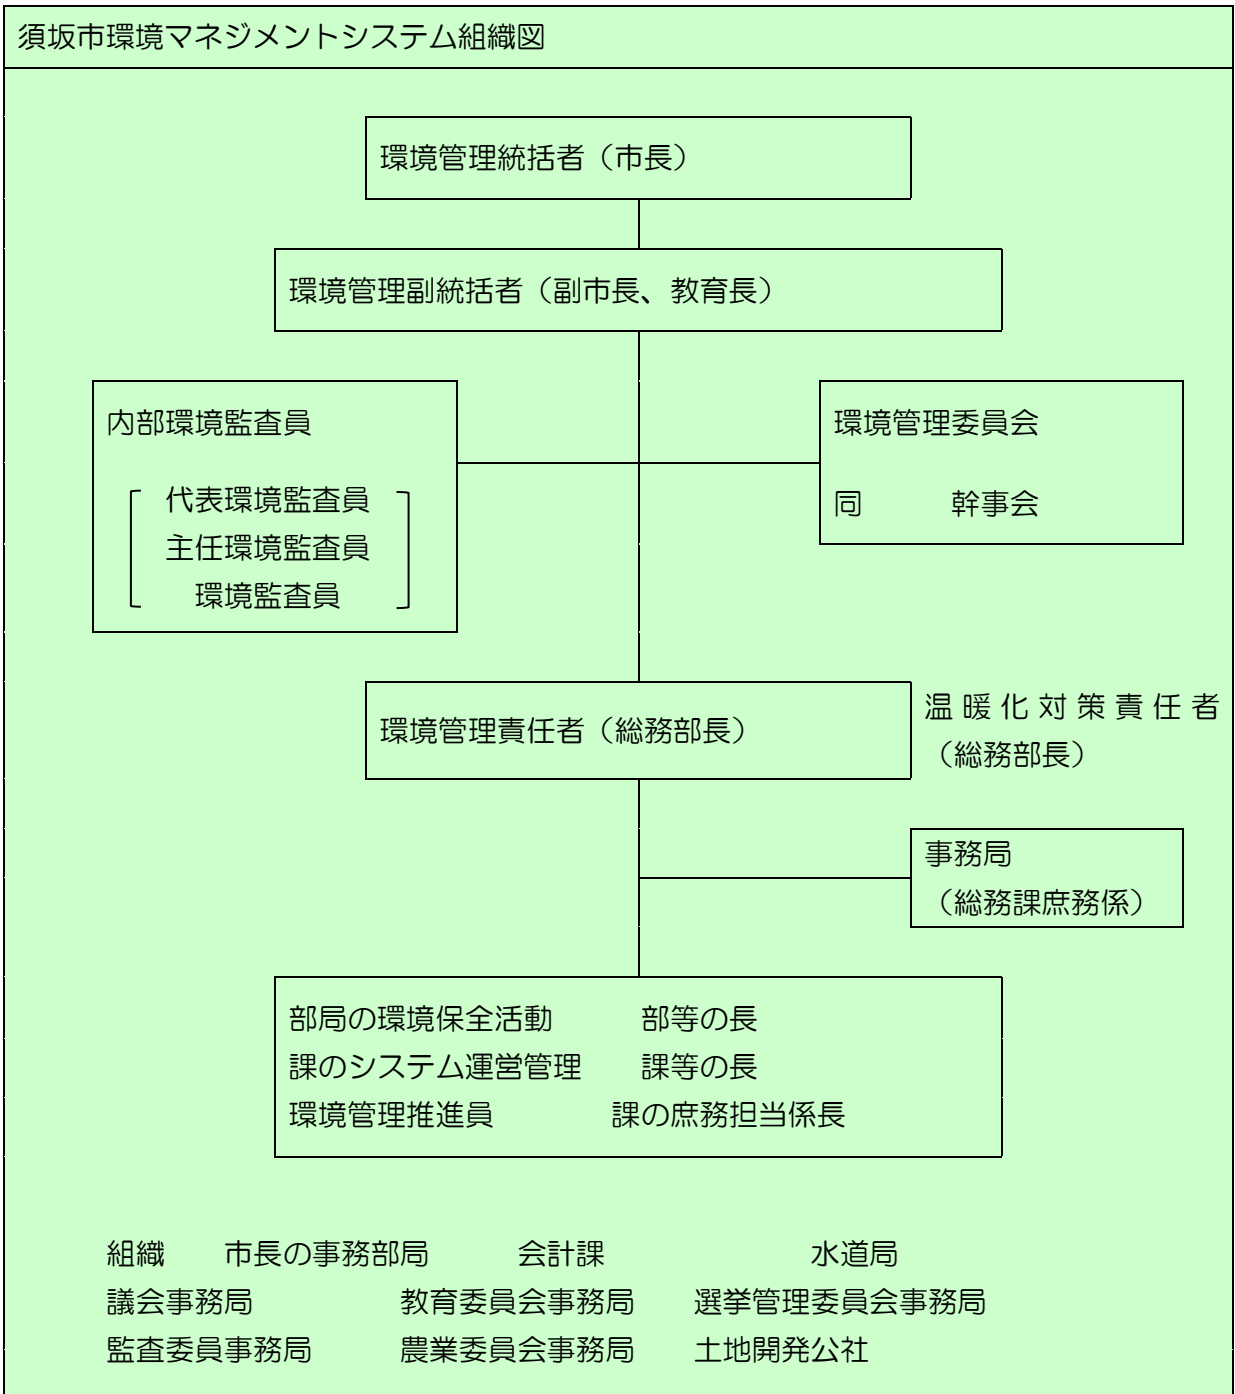 須坂市環境マネジメントシステム組織図
環境管理統括者（市長）
環境管理副統括者（副市長、教育長）
内部環境監査員
代表環境監査員
主任環境監査員
環境監査員
環境管理委員会
同　　　幹事会
環境管理責任者（総務部長）
温暖化対策責任者
（総務部長）
事務局
（総務課庶務係）
部局の環境保全活動　　　部等の長
課のシステム運営管理　　課等の長
環境管理推進員　　　　課の庶務担当係長
組織　　市長の事務部局　　　会計課　　　　　　　水道局
議会事務局　　　　　教育委員会事務局　　選挙管理委員会事務局
監査委員事務局　　　農業委員会事務局　　土地開発公社